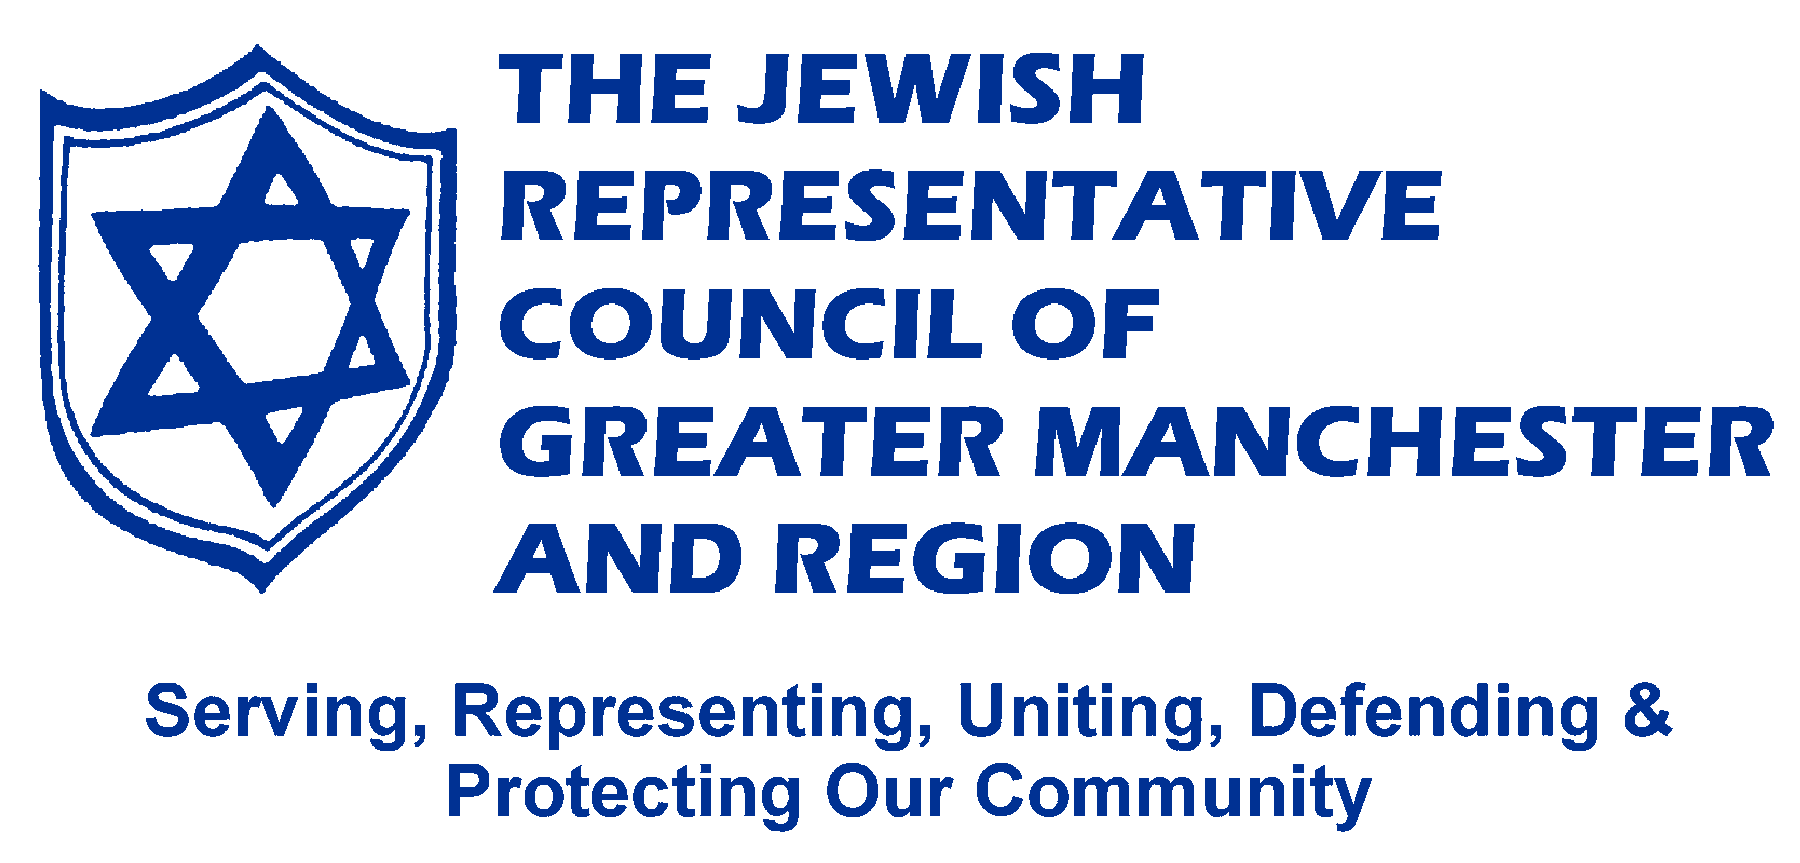 THE JEWISH
REPRESENTATIVE
COUNCIL OF
GREATER MANCHESTER
AND REGION
Serving, Representing, Uniting, Defending &
Protecting Our Community